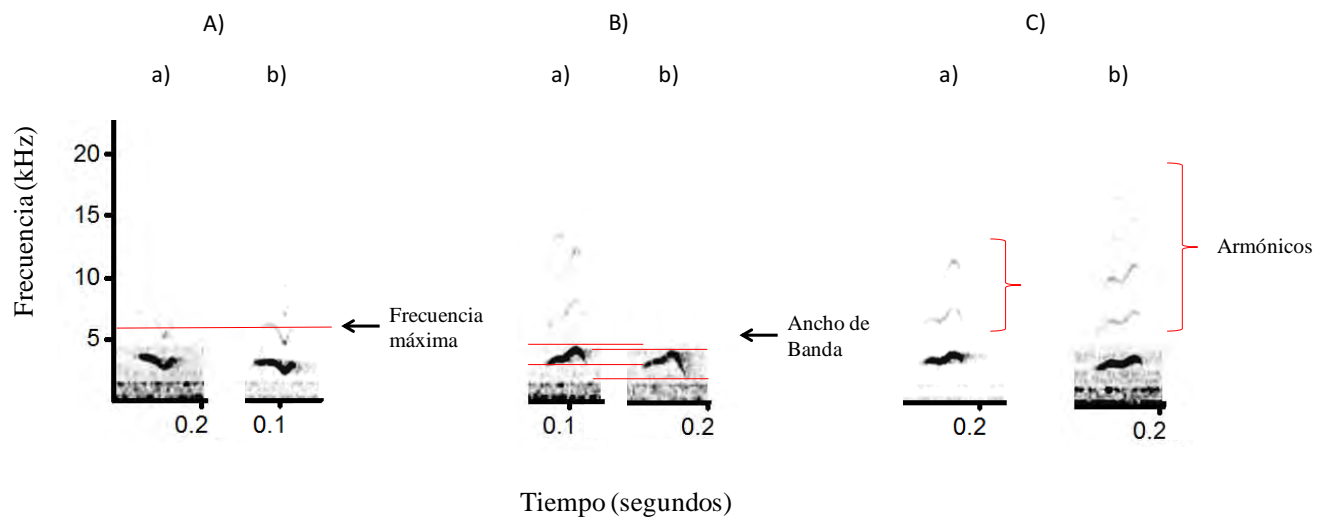 A)
B)
C)
a)
b)
a)
b)
a)
b)
Frecuencia (kHz)
20
15
10
5
Frecuencia
máxima
Ancho de
Banda
Armónicos
0.2
0.1
0.1
0.2
0.2
0.2
Tiempo (segundos)